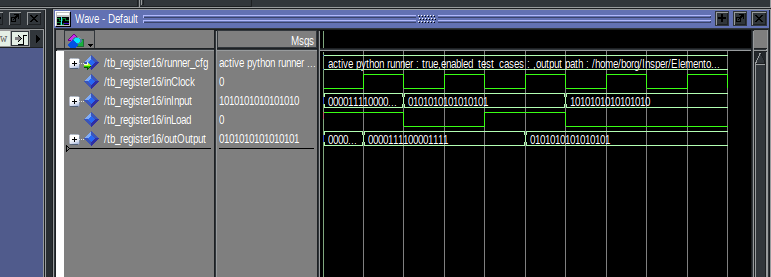 Wave - Default
Msgs
/tb_register16/runner_cfg active python runner ... active python runner : true,enabled_test_cases : ,output path : /home/borg/Insper/Elemento...
/tb_register16/inClock 0
/tb_register16/inInput 1010101010101010 000011110000... 0101010101010101 1010101010101010
/tb_register16/inLoad 0
/tb_register16/outOutput 0101010101010101 0000... 0000111100001111 0101010101010101